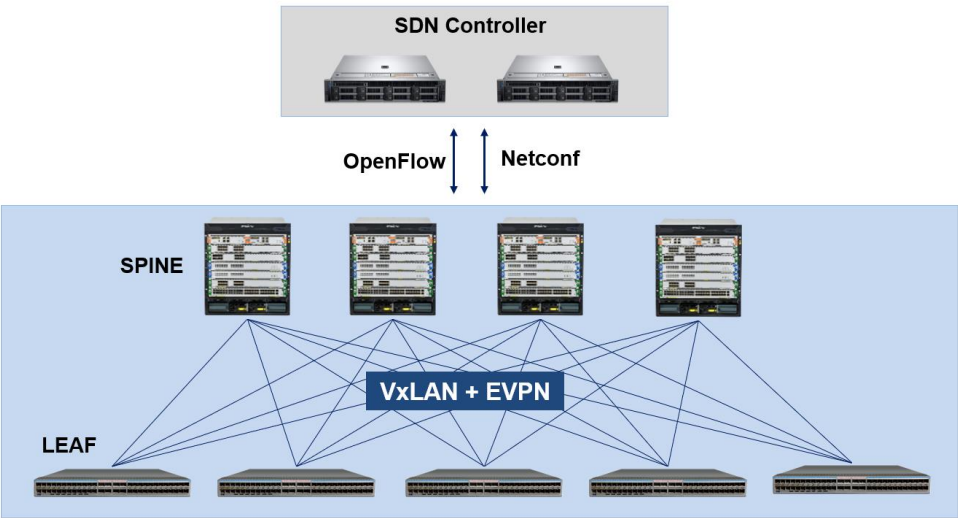 SDN Controller
OpenFlow
Netconf
SPINE
VxLAN + EVPN
LEAF